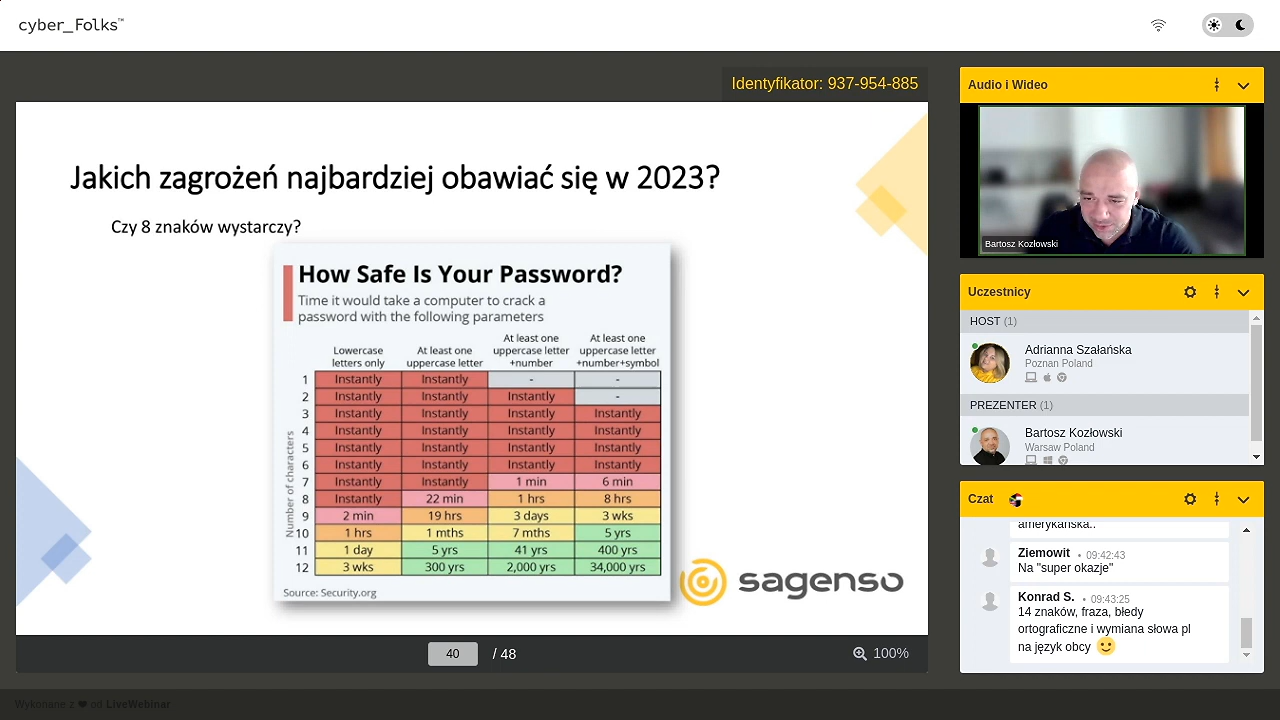 cyber_Folks™
Identyfikator: 937-954-885
Jakich zagrożeń najbardziej obawiać się w 2023?
Czy 8 znaków wystarczy?
How Safe Is Your Password?
Time it would take a computer to crack a
password with the following parameters
Lowercase letters only | At least one uppercase letter | At least one uppercase letter +number | At least one uppercase letter +number+symbol
Number of characters
1 Instantly Instantly - -
2 Instantly Instantly Instantly -
3 Instantly Instantly Instantly Instantly
4 Instantly Instantly Instantly Instantly
5 Instantly Instantly Instantly Instantly
6 Instantly Instantly Instantly Instantly
7 Instantly Instantly 1 min 6 min
8 Instantly 22 min 1 hrs 8 hrs
9 2 min 19 hrs 3 days 3 wks
10 1 hrs 1 mths 7 mths 5 yrs
11 1 day 5 yrs 41 yrs 400 yrs
12 3 wks 300 yrs 2,000 yrs 34,000 yrs
Source: Security.org
sagenso
40 / 48
100%
Audio i Wideo
Bartosz Kozłowski
Uczestnicy
HOST (1)
Adrianna Szałańska
Poznan Poland
PREZENTER (1)
Bartosz Kozłowski
Warsaw Poland
Czat
amerykańska..
Ziemowit • 09:42:43
Na "super okazje"
Konrad S. • 09:43:25
14 znaków, fraza, błedy
ortograficzne i wymiana słowa pl
na język obcy
Wykonane z ❤ od LiveWebinar